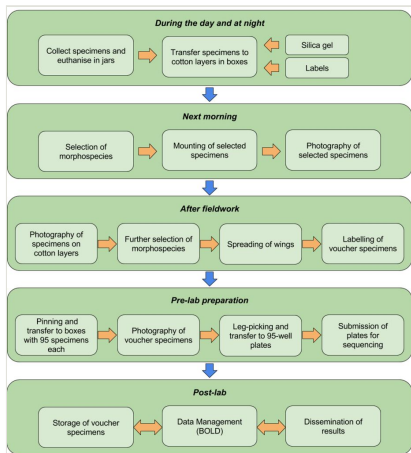 During the day and at night
Collect specimens and
euthanise in jars
Transfer specimens to
cotton layers in boxes
Silica gel
Labels
Next morning
Selection of
morphospecies
Mounting of selected
specimens
Photography of
selected specimens
After fieldwork
Photography of
specimens on
cotton layers
Further selection of
morphospecies
Spreading of wings
Labelling of
voucher specimens
Pre-lab preparation
Pinning and
transfer to boxes
with 95 specimens
each
Photography of
voucher specimens
Leg-picking and
transfer to 95-well
plates
Submission of
plates for
sequencing
Post-lab
Storage of voucher
specimens
Data Management
(BOLD)
Dissemination of
results